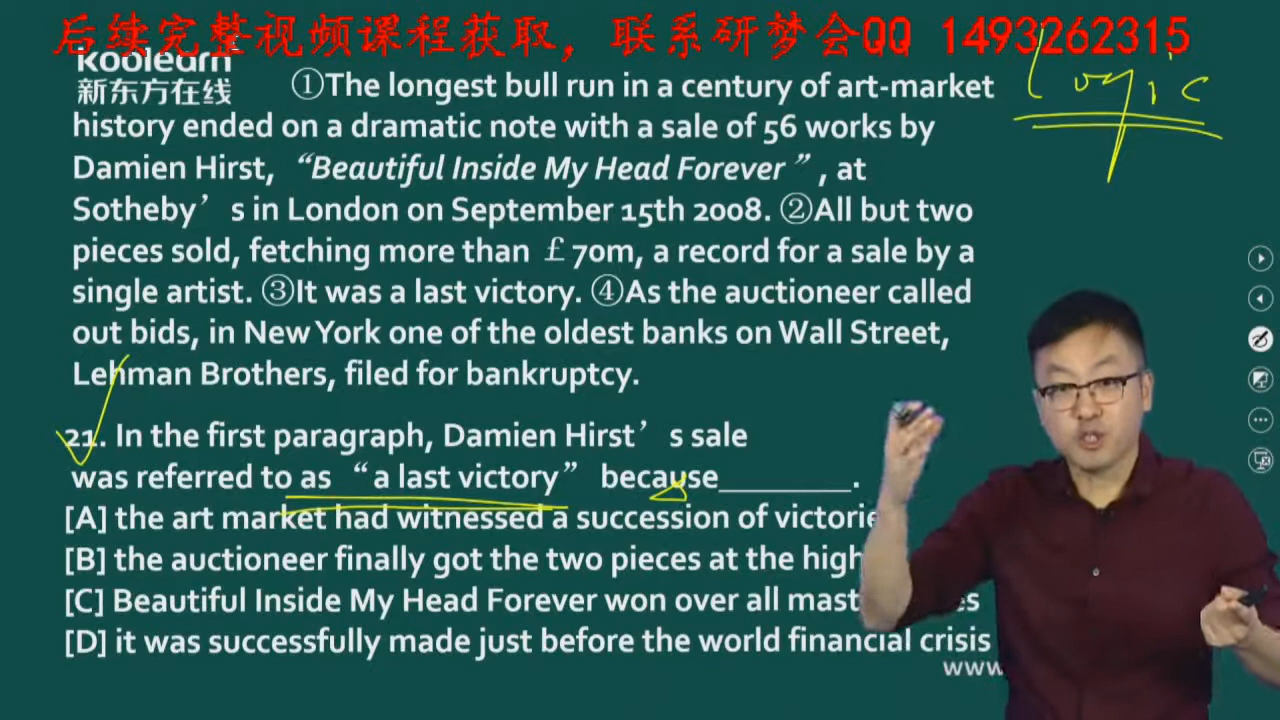 后续完整视频课程获取，联系研梦会QQ 1493262315
koolearn
新东方在线
Logic
①The longest bull run in a century of art-market
history ended on a dramatic note with a sale of 56 works by
Damien Hirst, “Beautiful Inside My Head Forever ”, at
Sotheby’s in London on September 15th 2008. ②All but two
pieces sold, fetching more than ￡70m, a record for a sale by a
single artist. ③It was a last victory. ④As the auctioneer called
out bids, in New York one of the oldest banks on Wall Street,
Lehman Brothers, filed for bankruptcy.
21. In the first paragraph, Damien Hirst’s sale
was referred to as “a last victory” because________.
[A] the art market had witnessed a succession of victorie
[B] the auctioneer finally got the two pieces at the high
[C] Beautiful Inside My Head Forever won over all mast
[D] it was successfully made just before the world financial crisis
www